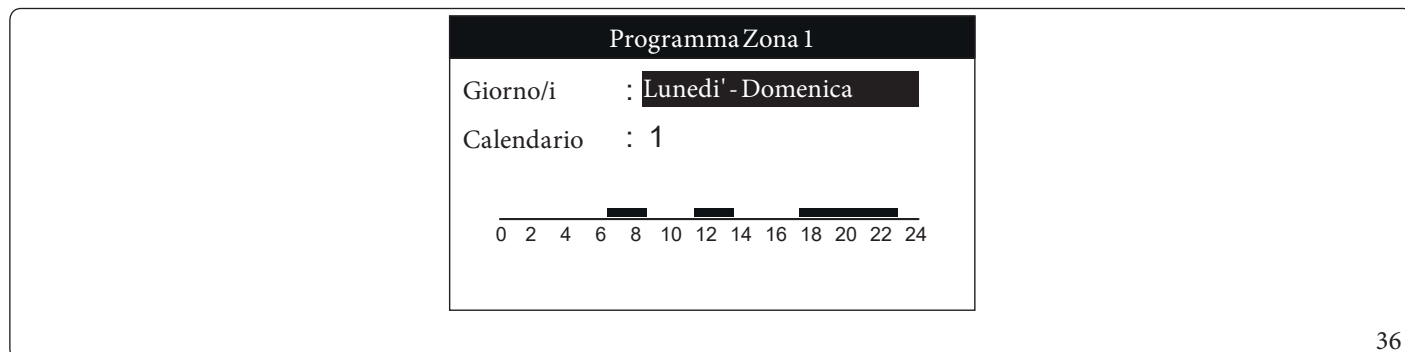 Programma Zona 1
Giorno/i : Lunedi' - Domenica
Calendario : 1
0 2 4 6 8 10 12 14 16 18 20 22 24
36